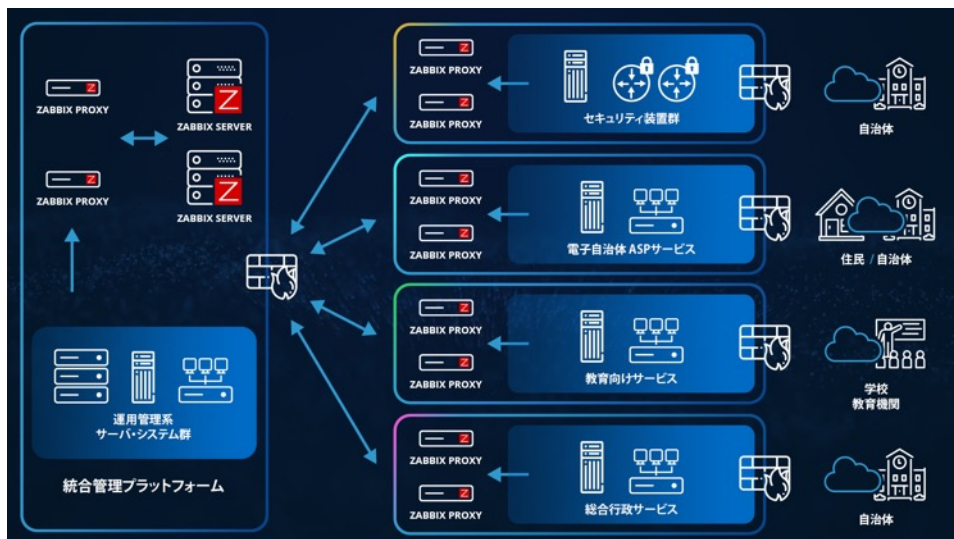 ZABBIX PROXY
ZABBIX SERVER
ZABBIX PROXY
ZABBIX SERVER
運用管理系
サーバ・システム群
統合管理プラットフォーム
ZABBIX PROXY
ZABBIX PROXY
セキュリティ装置群
自治体
ZABBIX PROXY
ZABBIX PROXY
電子自治体 ASPサービス
住民 / 自治体
ZABBIX PROXY
ZABBIX PROXY
教育向けサービス
学校
教育機関
ZABBIX PROXY
ZABBIX PROXY
総合行政サービス
自治体
Z
Z
Z
Z
Z
Z
Z
Z
Z
Z
Z
Z